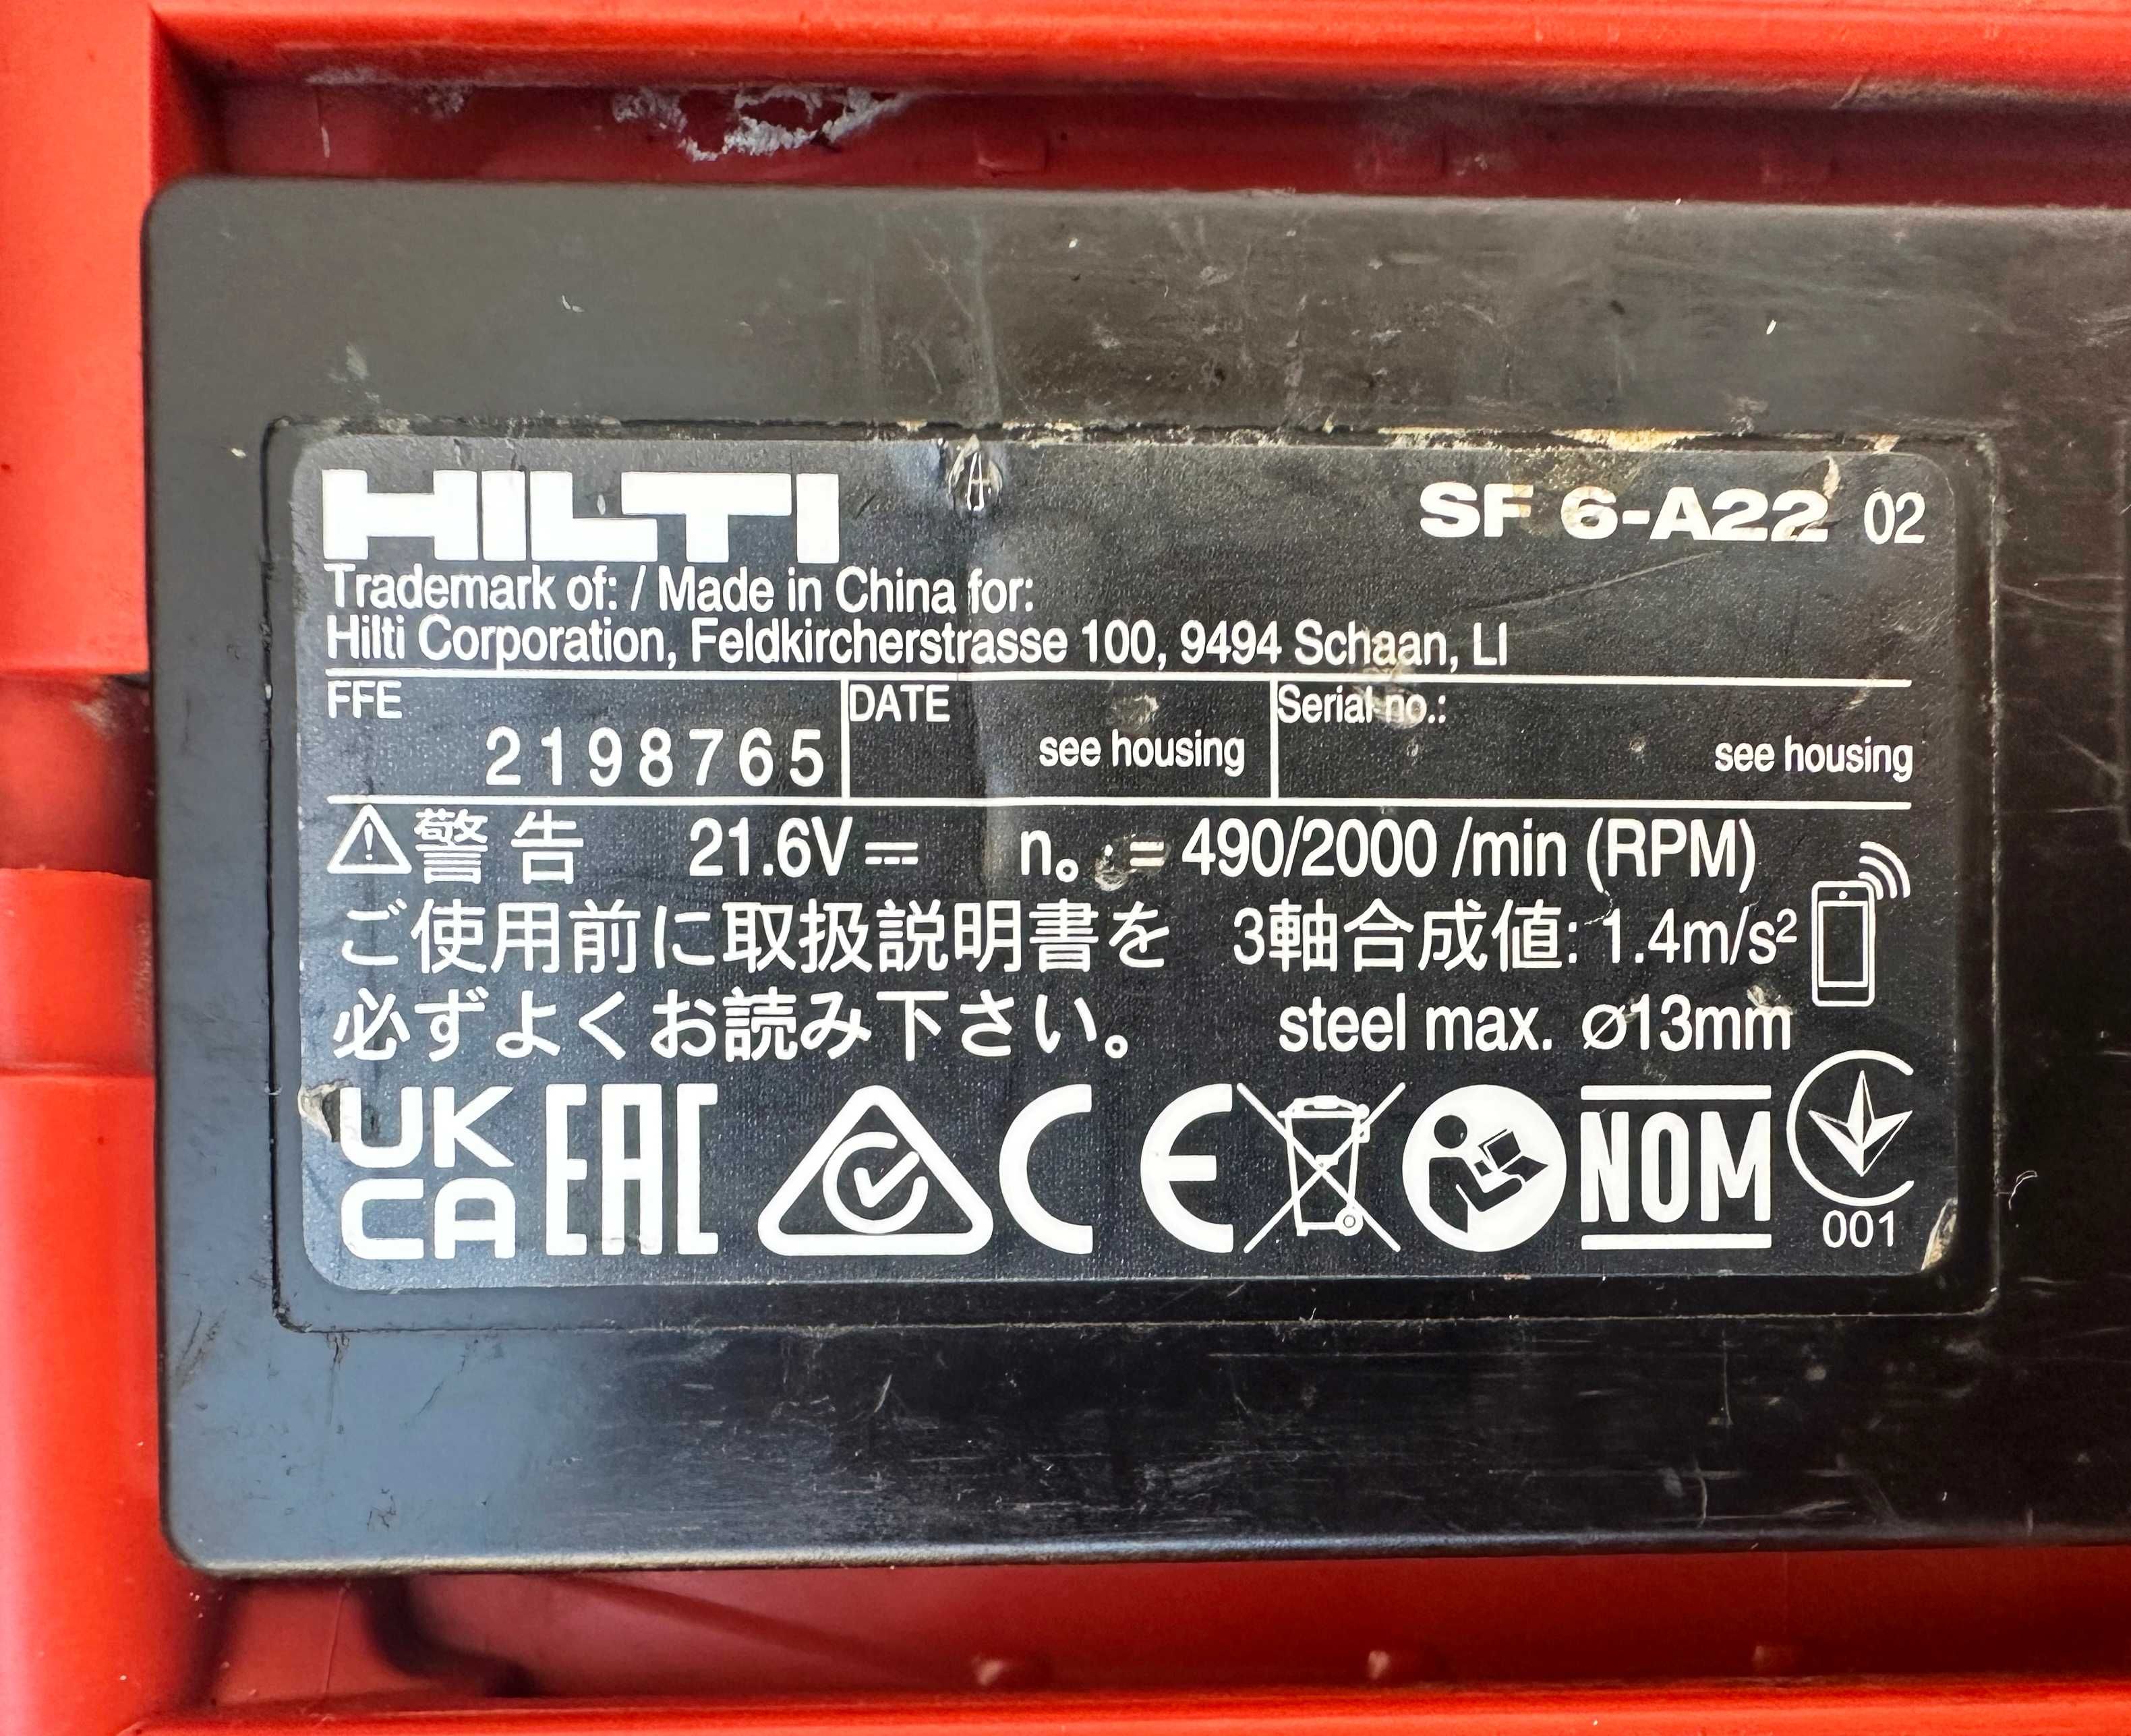 HILTI
SF 6-A22 02
Trademark of: / Made in China for:
Hilti Corporation, Feldkircherstrasse 100, 9494 Schaan, LI
FFE DATE Serial no.:
2198765 see housing see housing
警告 21.6V n₀ = 490/2000 /min (RPM)
ご使用前に取扱説明書を 3軸合成値: 1.4m/s²
必ずよくお読み下さい。 steel max. ⌀13mm
UK CA EAC CE NOM
001